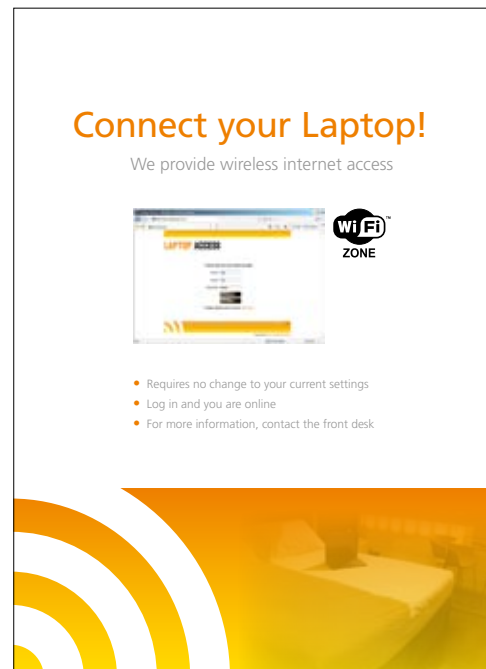 Connect your Laptop!
We provide wireless internet access
LAPTOP ACCESS
Wi Fi
TM
ZONE
Requires no change to your current settings
Log in and you are online
For more information, contact the front desk